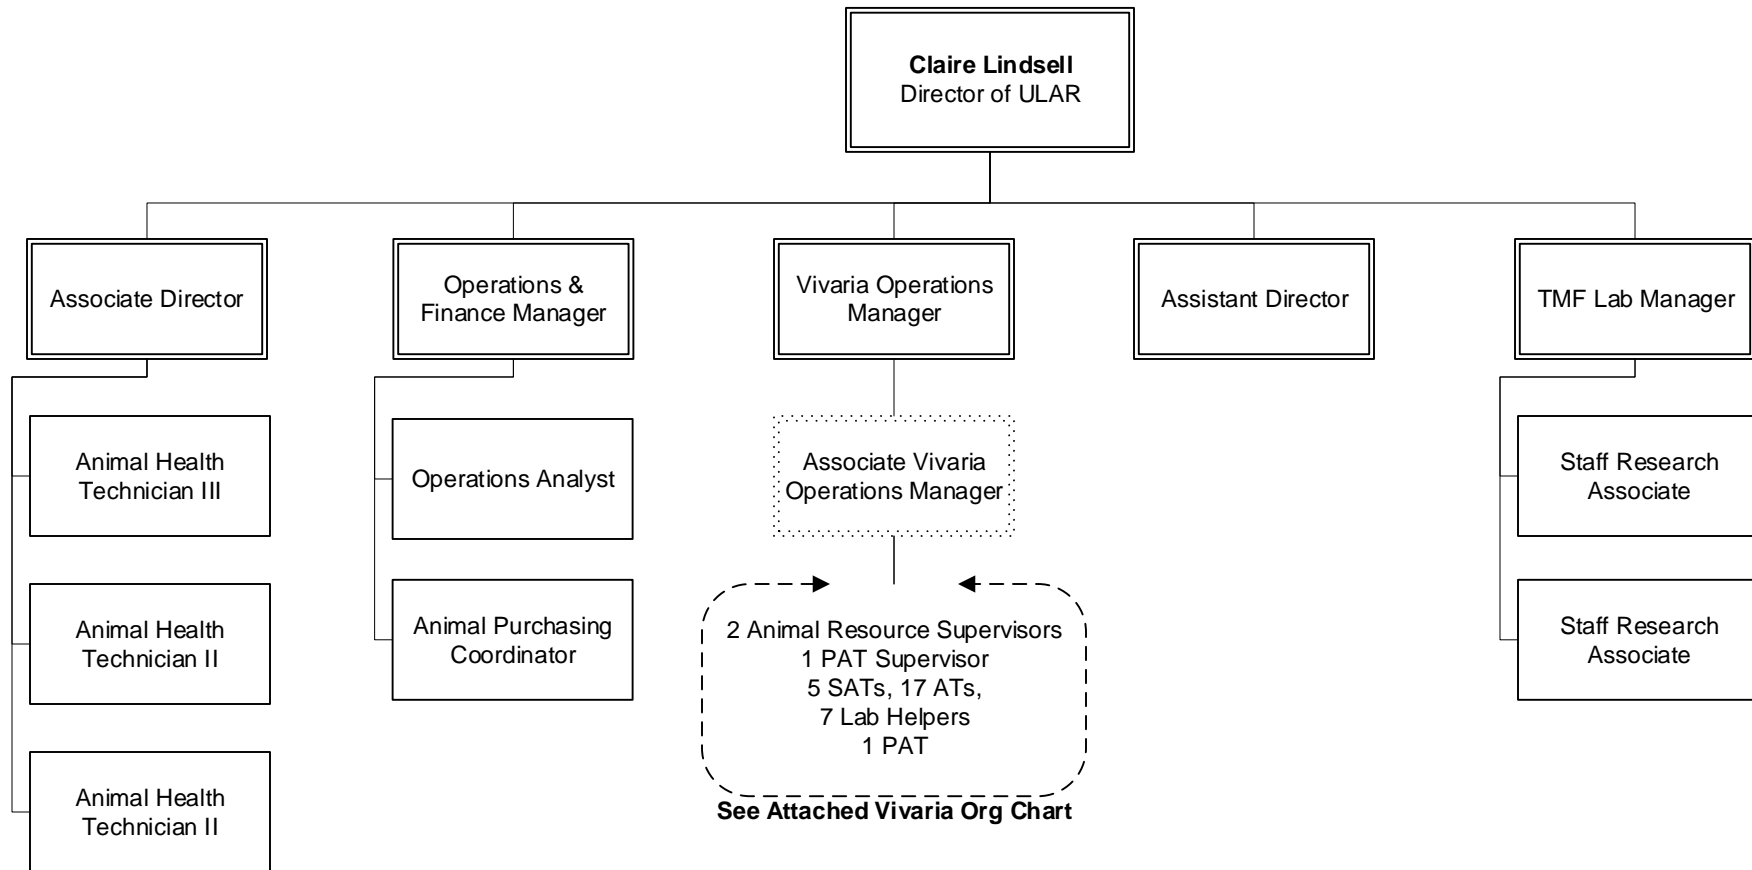 Claire Lindsell
Director of ULAR
Associate Director
Operations &
Finance Manager
Vivaria Operations
Manager
Assistant Director
TMF Lab Manager
Animal Health
Technician III
Operations Analyst
Associate Vivaria
Operations Manager
Staff Research
Associate
Animal Health
Technician II
Animal Purchasing
Coordinator
2 Animal Resource Supervisors
1 PAT Supervisor
5 SATs, 17 ATs,
7 Lab Helpers
1 PAT
Staff Research
Associate
Animal Health
Technician II
See Attached Vivaria Org Chart